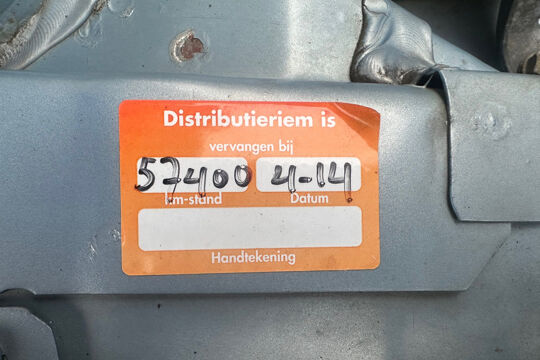 Distributieriem is
vervangen bij
57400 4-14
km-stand Datum
Handtekening